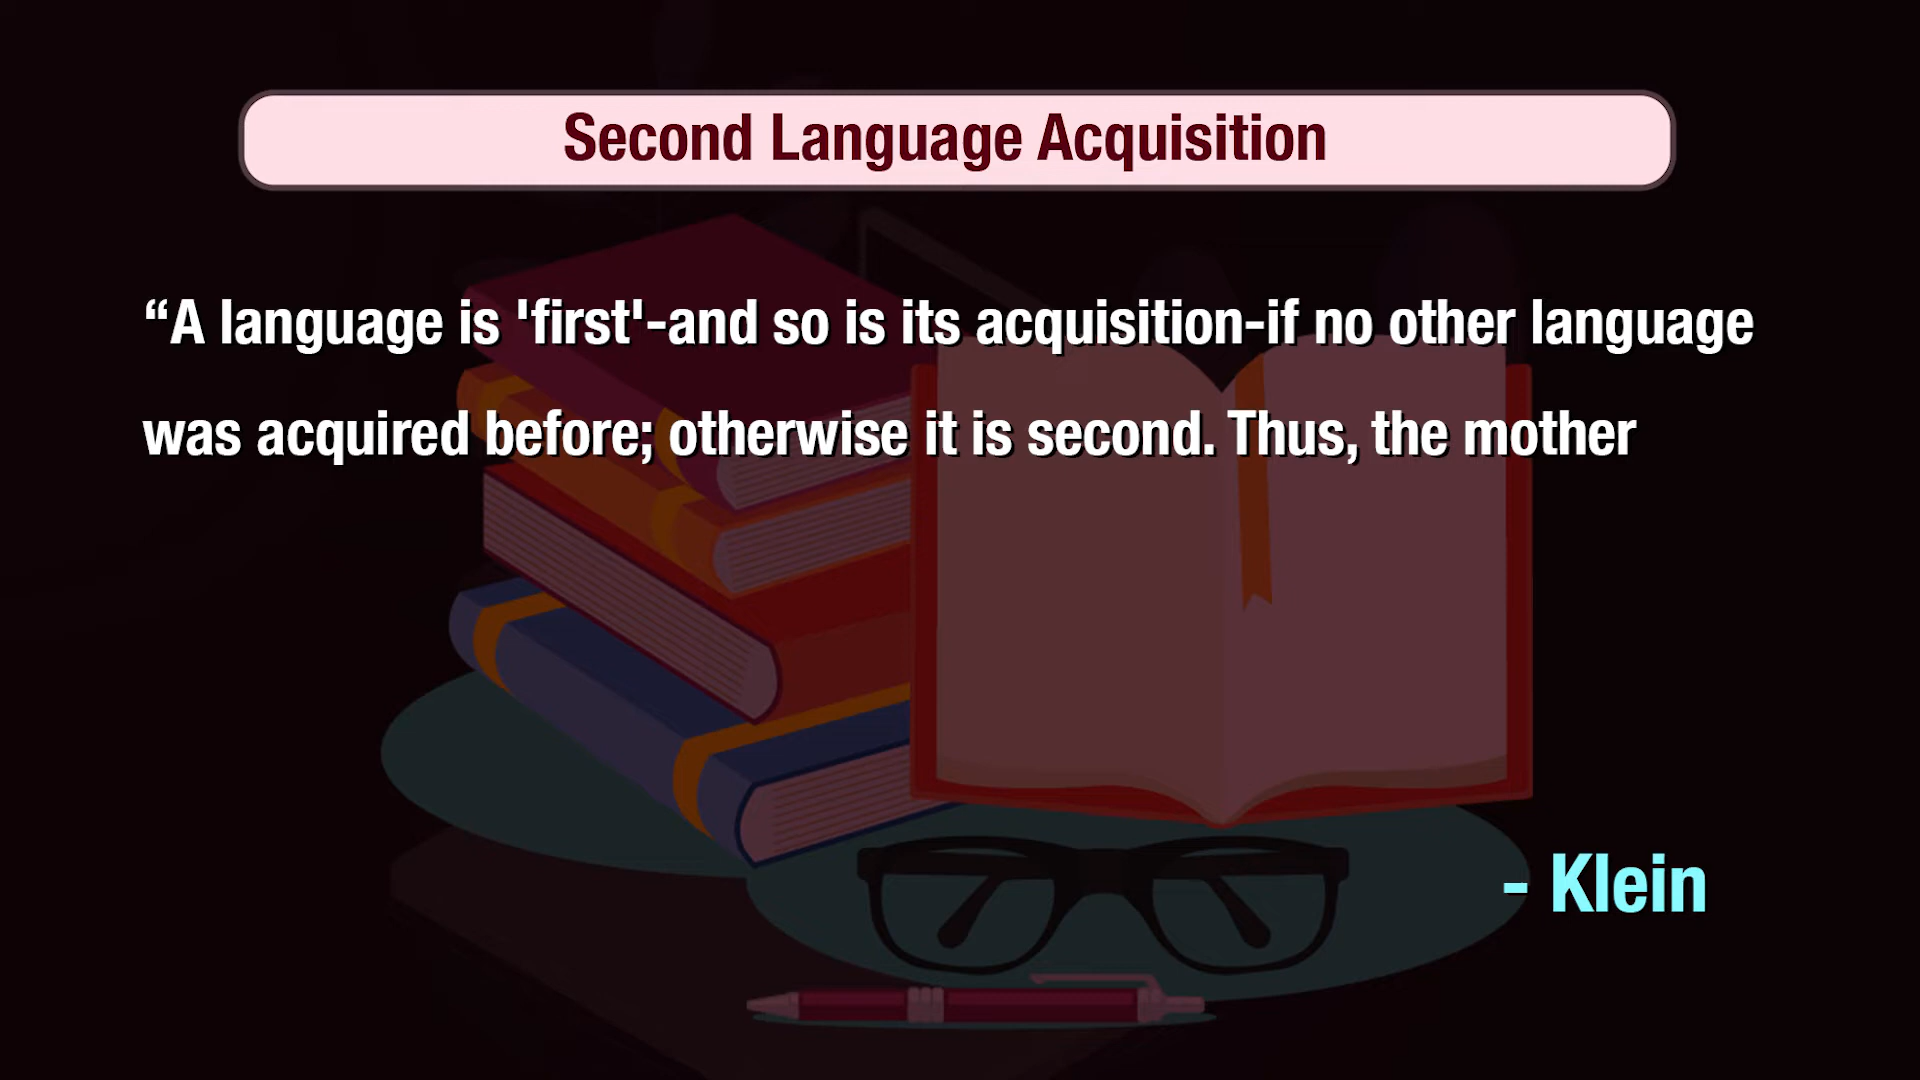 Second Language Acquisition
“A language is 'first'-and so is its acquisition-if no other language
was acquired before; otherwise it is second. Thus, the mother
- Klein